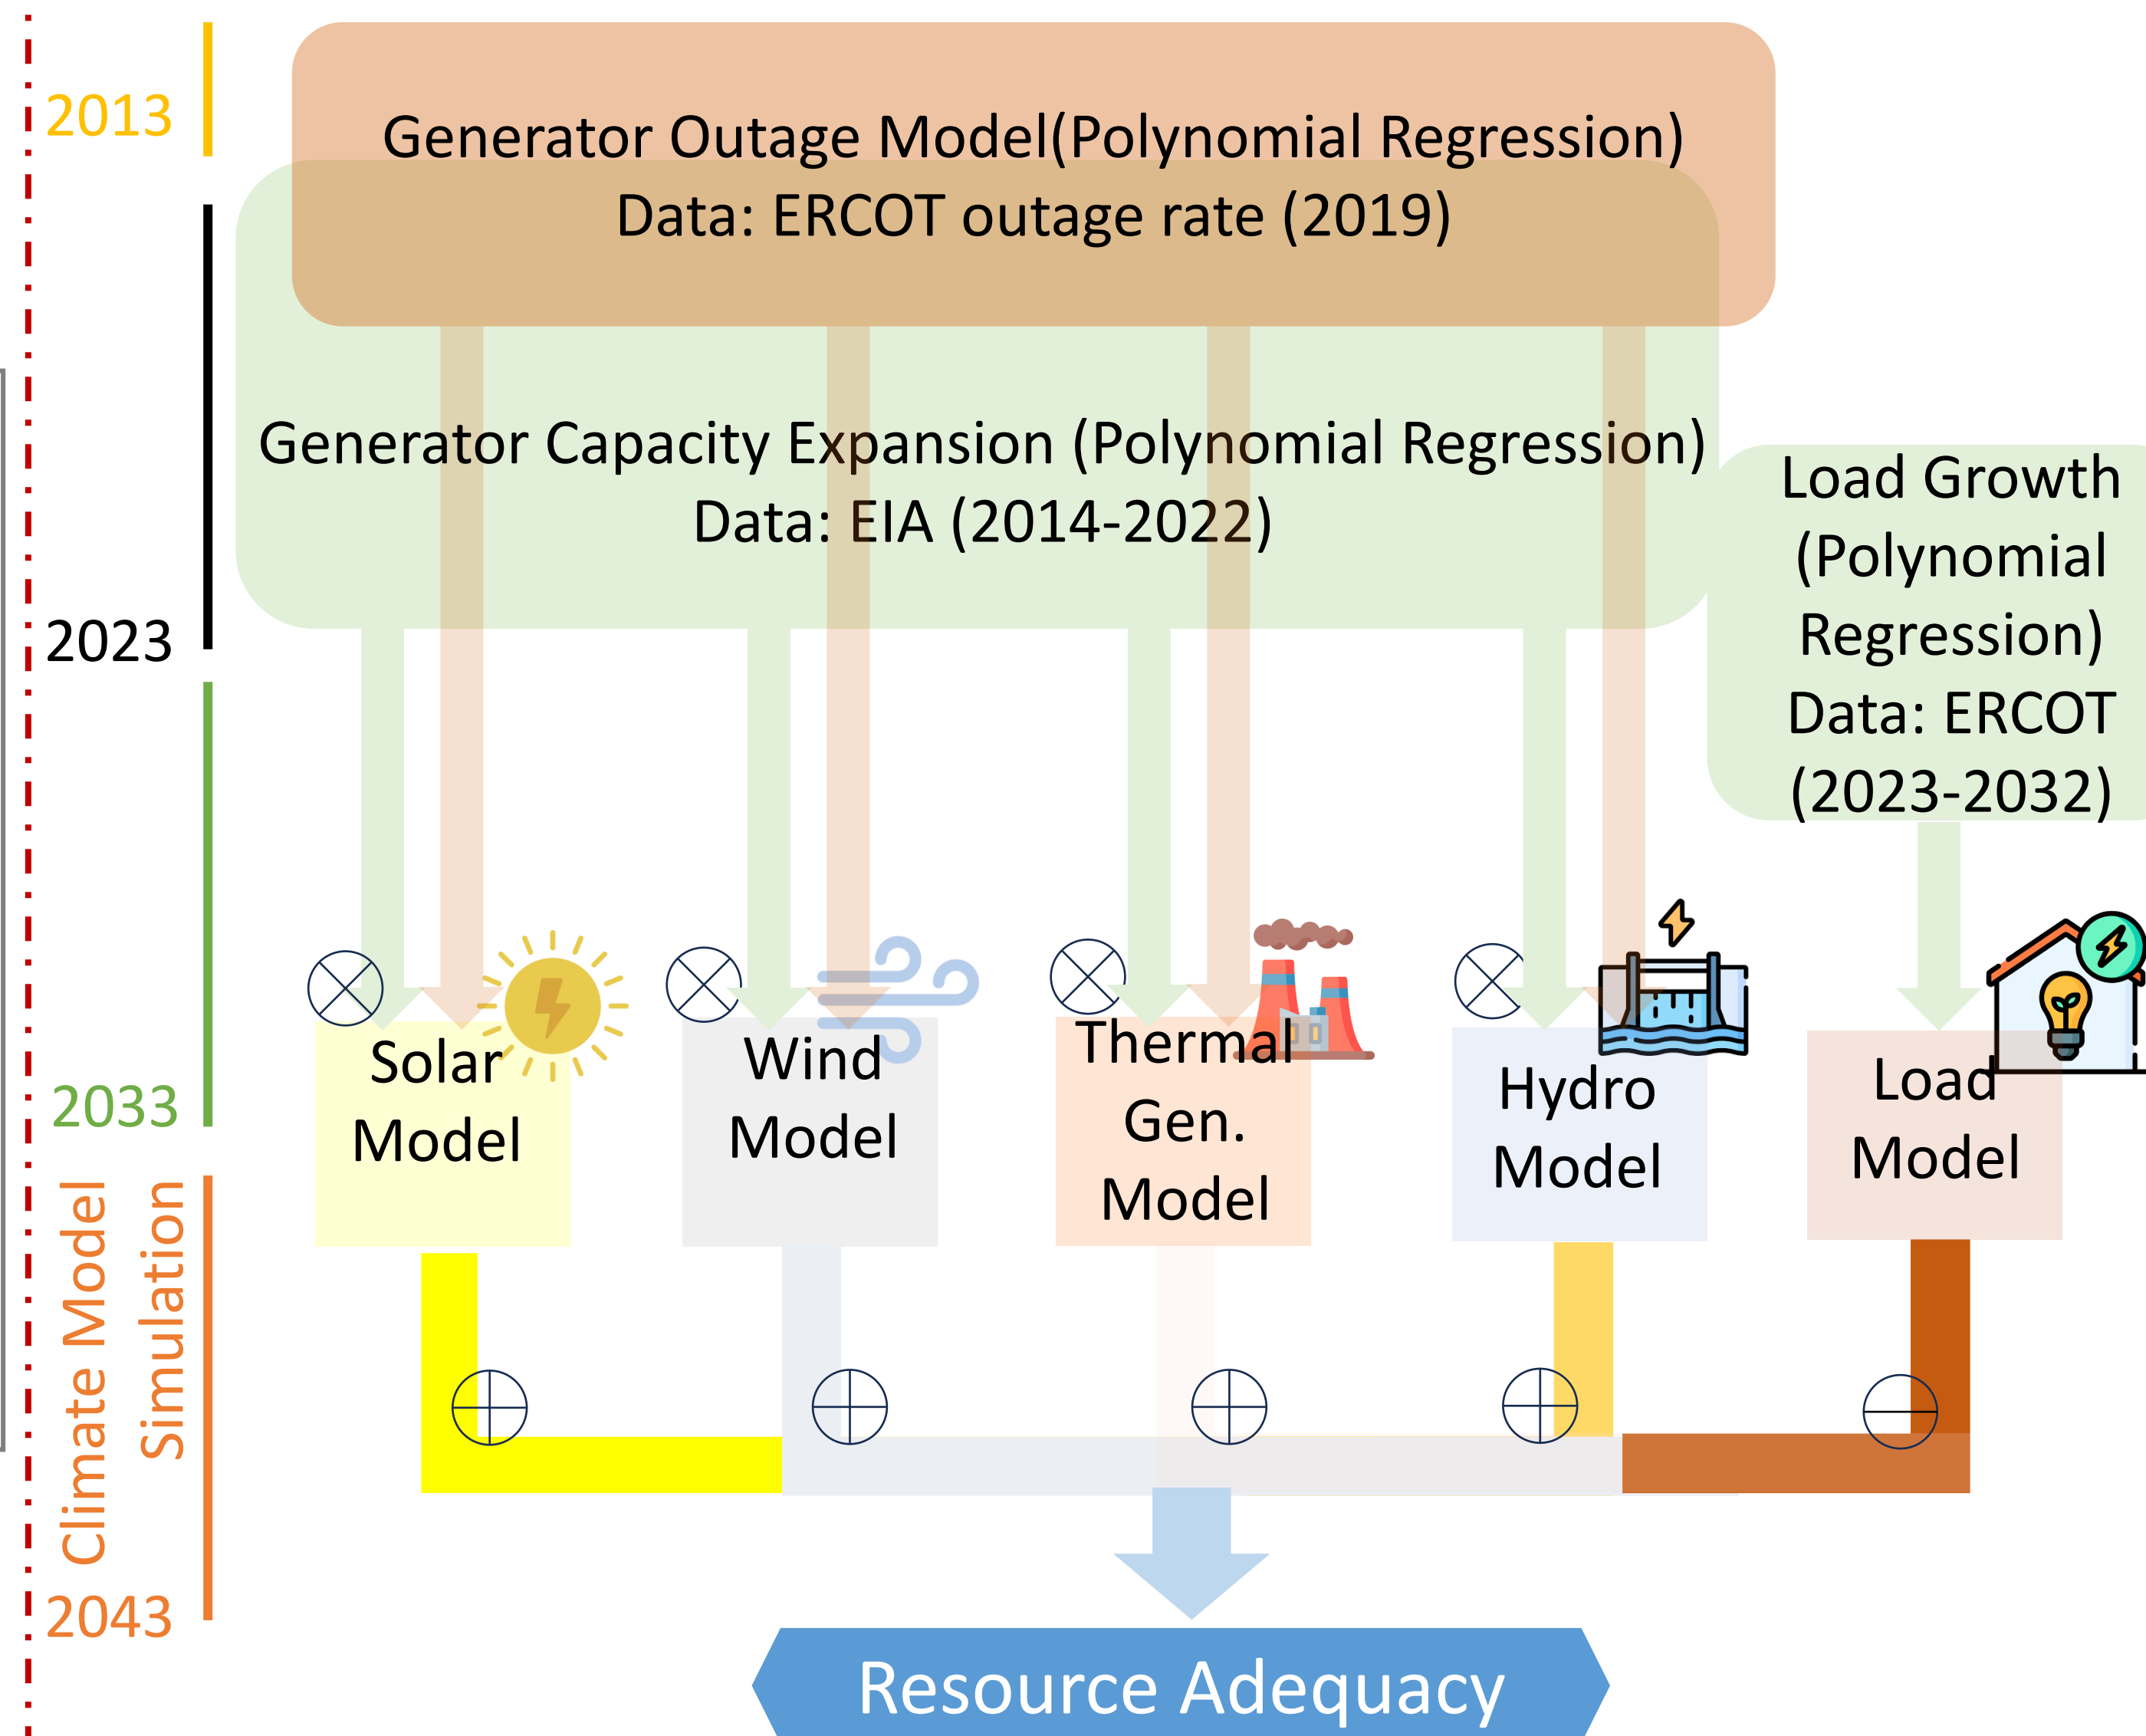 2013
2023
2033
Climate Model
Simulation
2043
Generator Outage Model(Polynomial Regression)
Data: ERCOT outage rate (2019)
Generator Capacity Expansion (Polynomial Regression)
Data: EIA (2014-2022)
Load Growth
(Polynomial
Regression)
Data: ERCOT
(2023-2032)
Solar
Model
Wind
Model
Thermal
Gen.
Model
Hydro
Model
Load
Model
Resource Adequacy